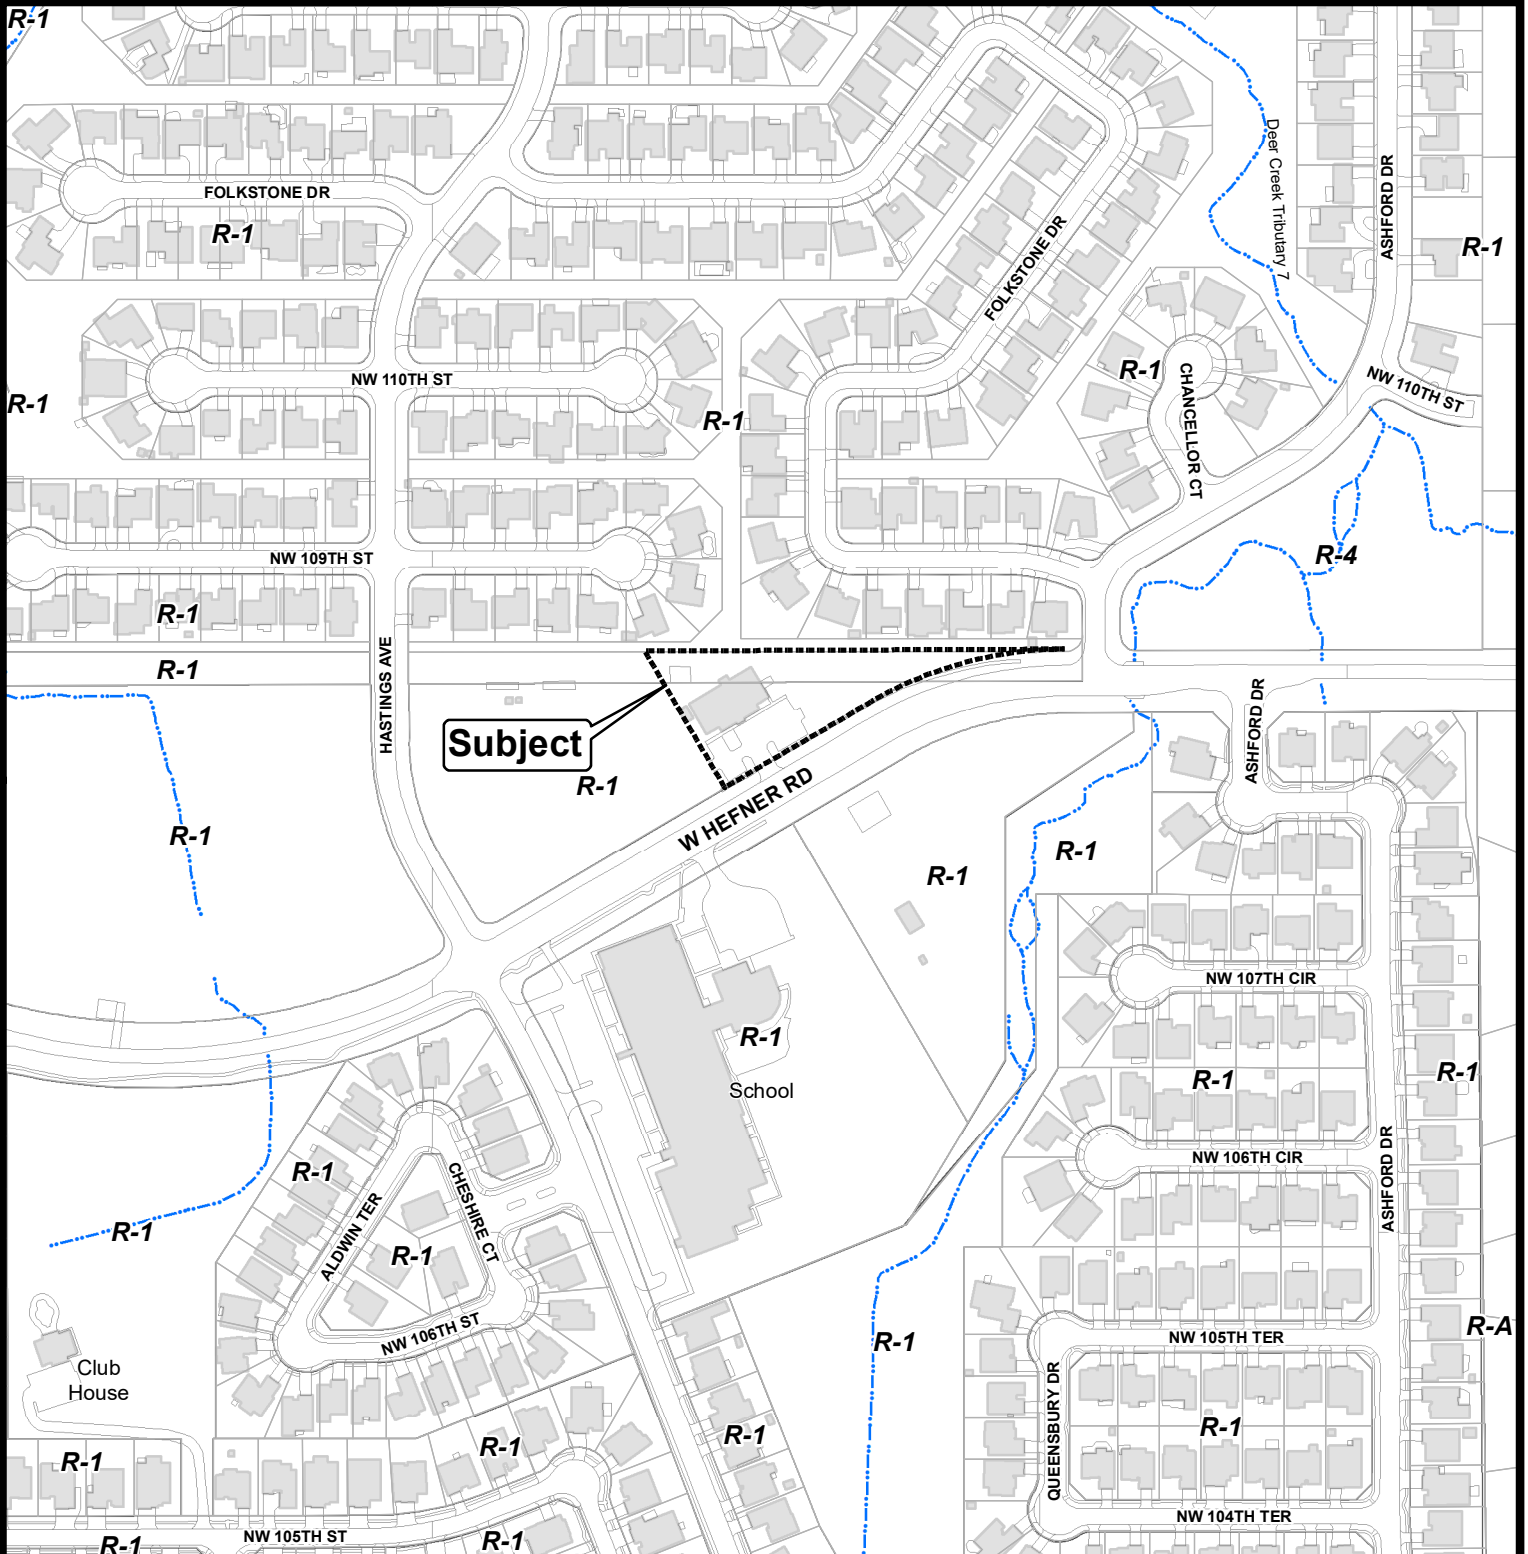 R-1
FOLKSTONE DR
R-1
Deer Creek Tributary 7
ASHFORD DR
R-1
FOLKSTONE DR
NW 110TH ST
R-1
CHANCELLOR CT
NW 110TH ST
R-1
R-1
NW 109TH ST
R-4
R-1
R-1
HASTINGS AVE
Subject
R-1
ASHFORD DR
W HEFNER RD
R-1
R-1
R-1
NW 107TH CIR
R-1
School
R-1
R-1
NW 106TH CIR
ASHFORD DR
R-1
ALDWIN TER
CHESHIRE CT
R-1
R-1
NW 106TH ST
R-1
NW 105TH TER
R-A
Club
House
QUEENSBURY DR
R-1
R-1
R-1
R-1
NW 104TH TER
NW 105TH ST
R-1
R-1